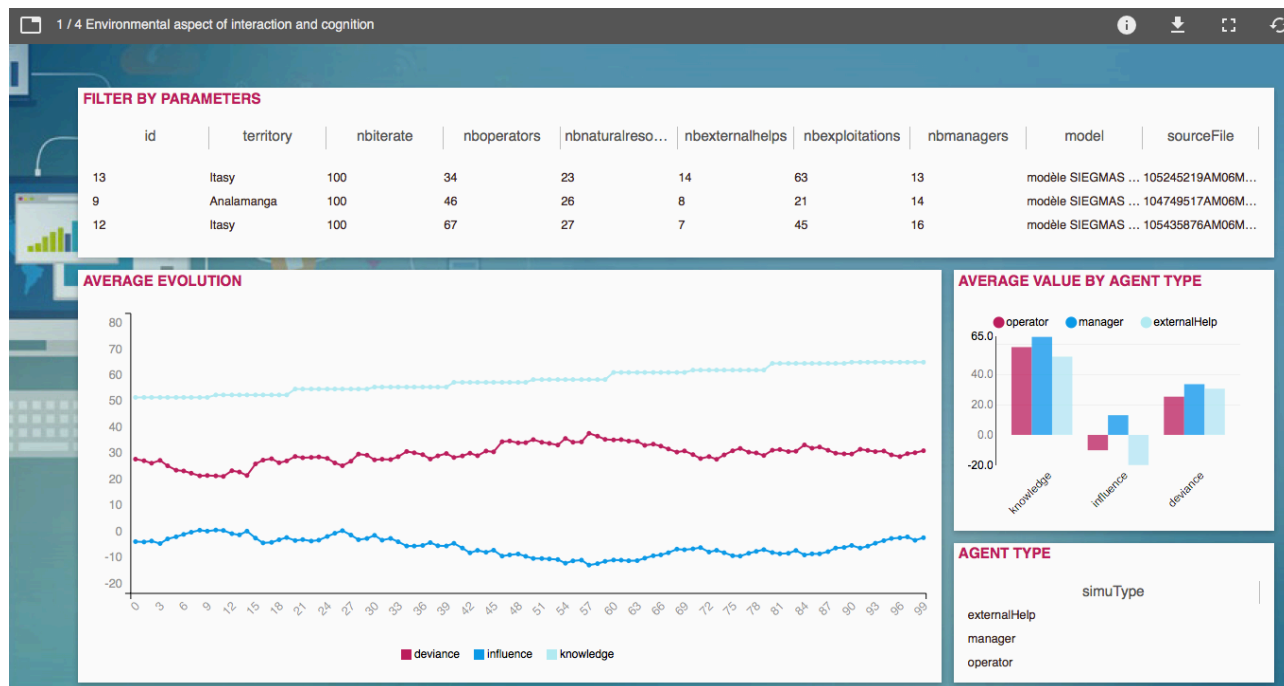 1 / 4 Environmental aspect of interaction and cognition
FILTER BY PARAMETERS
id territory nbiterate nboperators nbnaturalreso... nbexternalhelps nbexploitations nbmanagers model sourceFile
13 Itasy 100 34 23 14 63 13 modèle SIEGMAS ... 105245219AM06M...
9 Analamanga 100 46 26 8 21 14 modèle SIEGMAS ... 104749517AM06M...
12 Itasy 100 67 27 7 45 16 modèle SIEGMAS ... 105435876AM06M...
AVERAGE EVOLUTION
80
70
60
50
40
30
20
10
0
-10
-20
0 3 6 9 12 15 18 21 24 27 30 33 36 39 42 45 48 51 54 57 60 63 66 69 72 75 78 81 84 87 90 93 96 99
deviance influence knowledge
AVERAGE VALUE BY AGENT TYPE
operator manager externalHelp
65.0
40.0
20.0
0.0
-20.0
knowledge influence deviance
AGENT TYPE
simuType
externalHelp
manager
operator